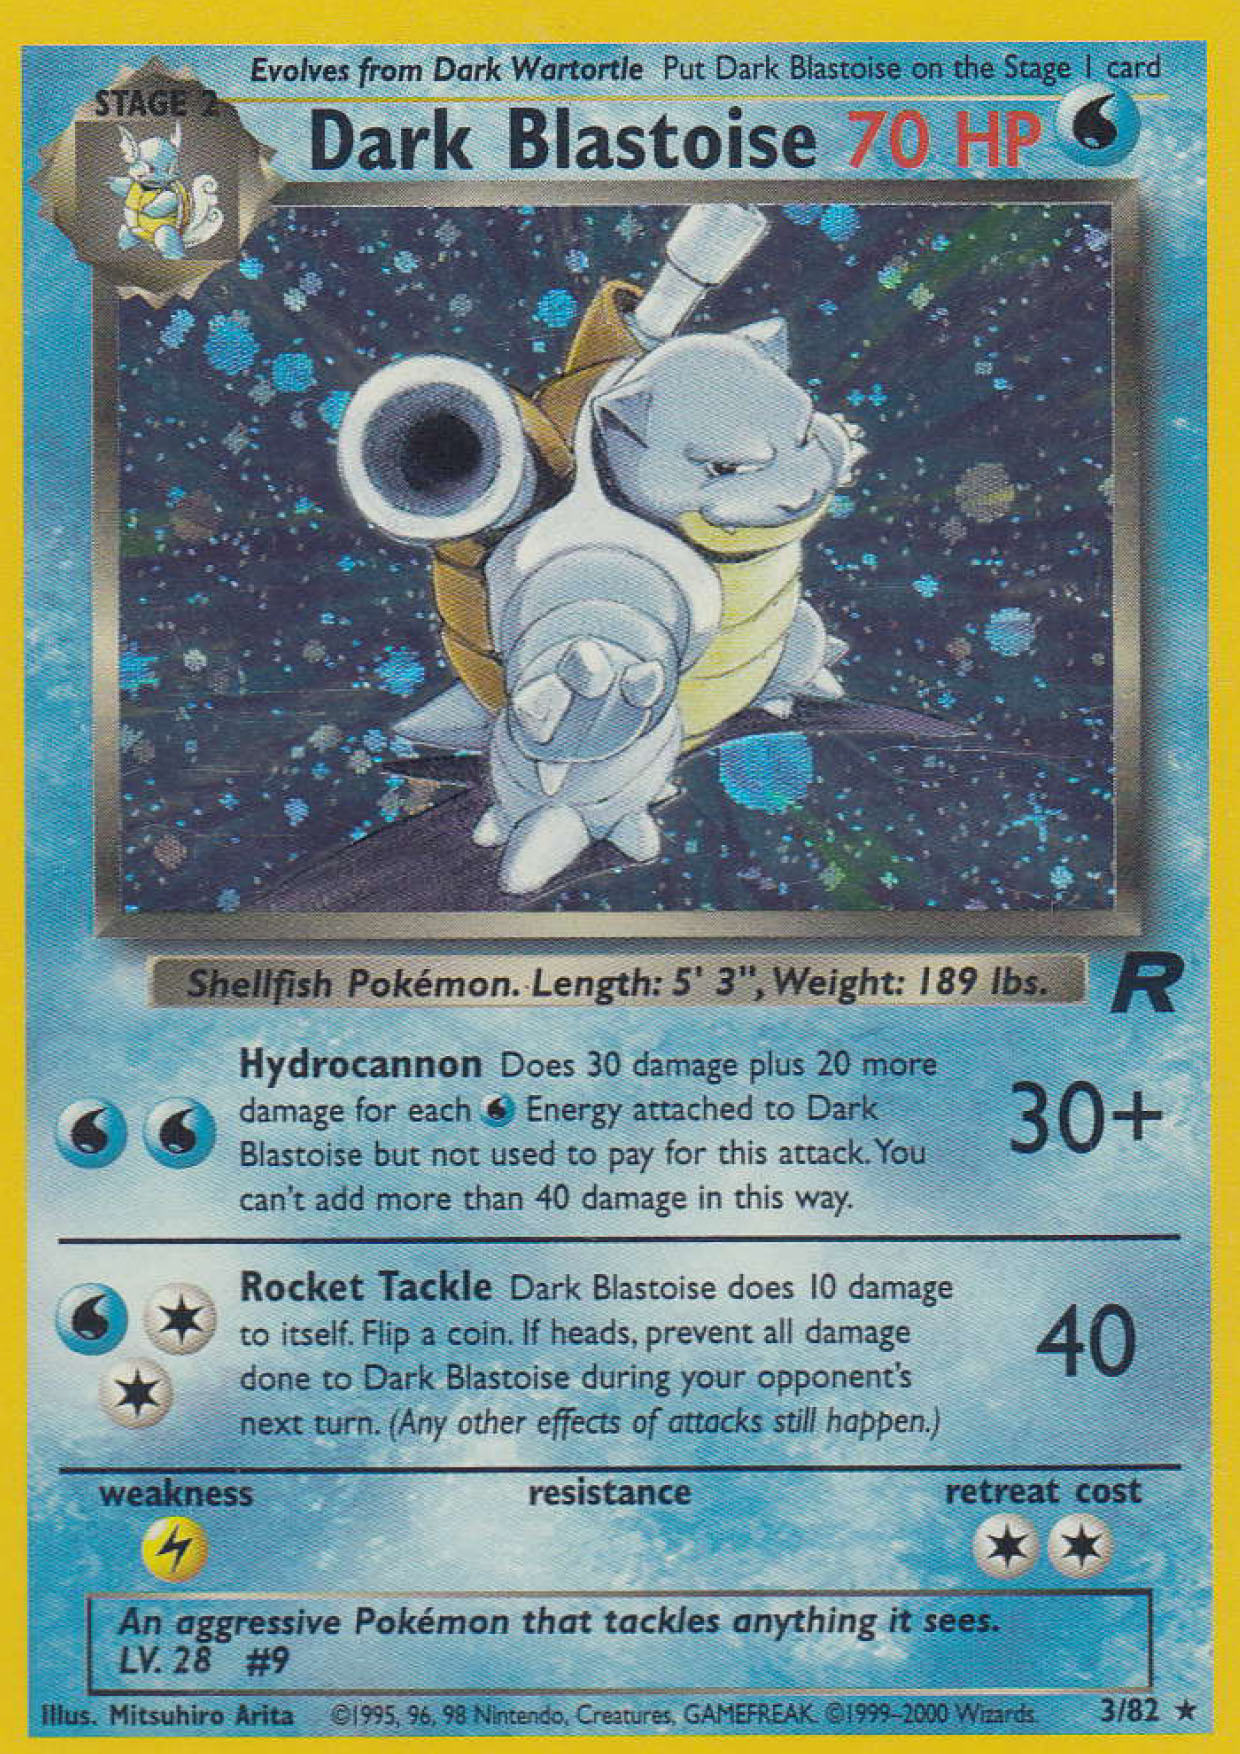 Evolves from Dark Wartortle Put Dark Blastoise on the Stage 1 card
STAGE 2
Dark Blastoise 70 HP
Shellfish Pokémon. Length: 5' 3", Weight: 189 lbs.
R
Hydrocannon Does 30 damage plus 20 more
damage for each Energy attached to Dark
Blastoise but not used to pay for this attack. You
can't add more than 40 damage in this way.
30+
Rocket Tackle Dark Blastoise does 10 damage
to itself. Flip a coin. If heads, prevent all damage
done to Dark Blastoise during your opponent's
next turn. (Any other effects of attacks still happen.)
40
weakness resistance retreat cost
An aggressive Pokémon that tackles anything it sees.
LV. 28 #9
Illus. Mitsuhiro Arita ©1995, 96, 98 Nintendo, Creatures, GAMEFREAK. ©1999–2000 Wizards. 3/82 ★